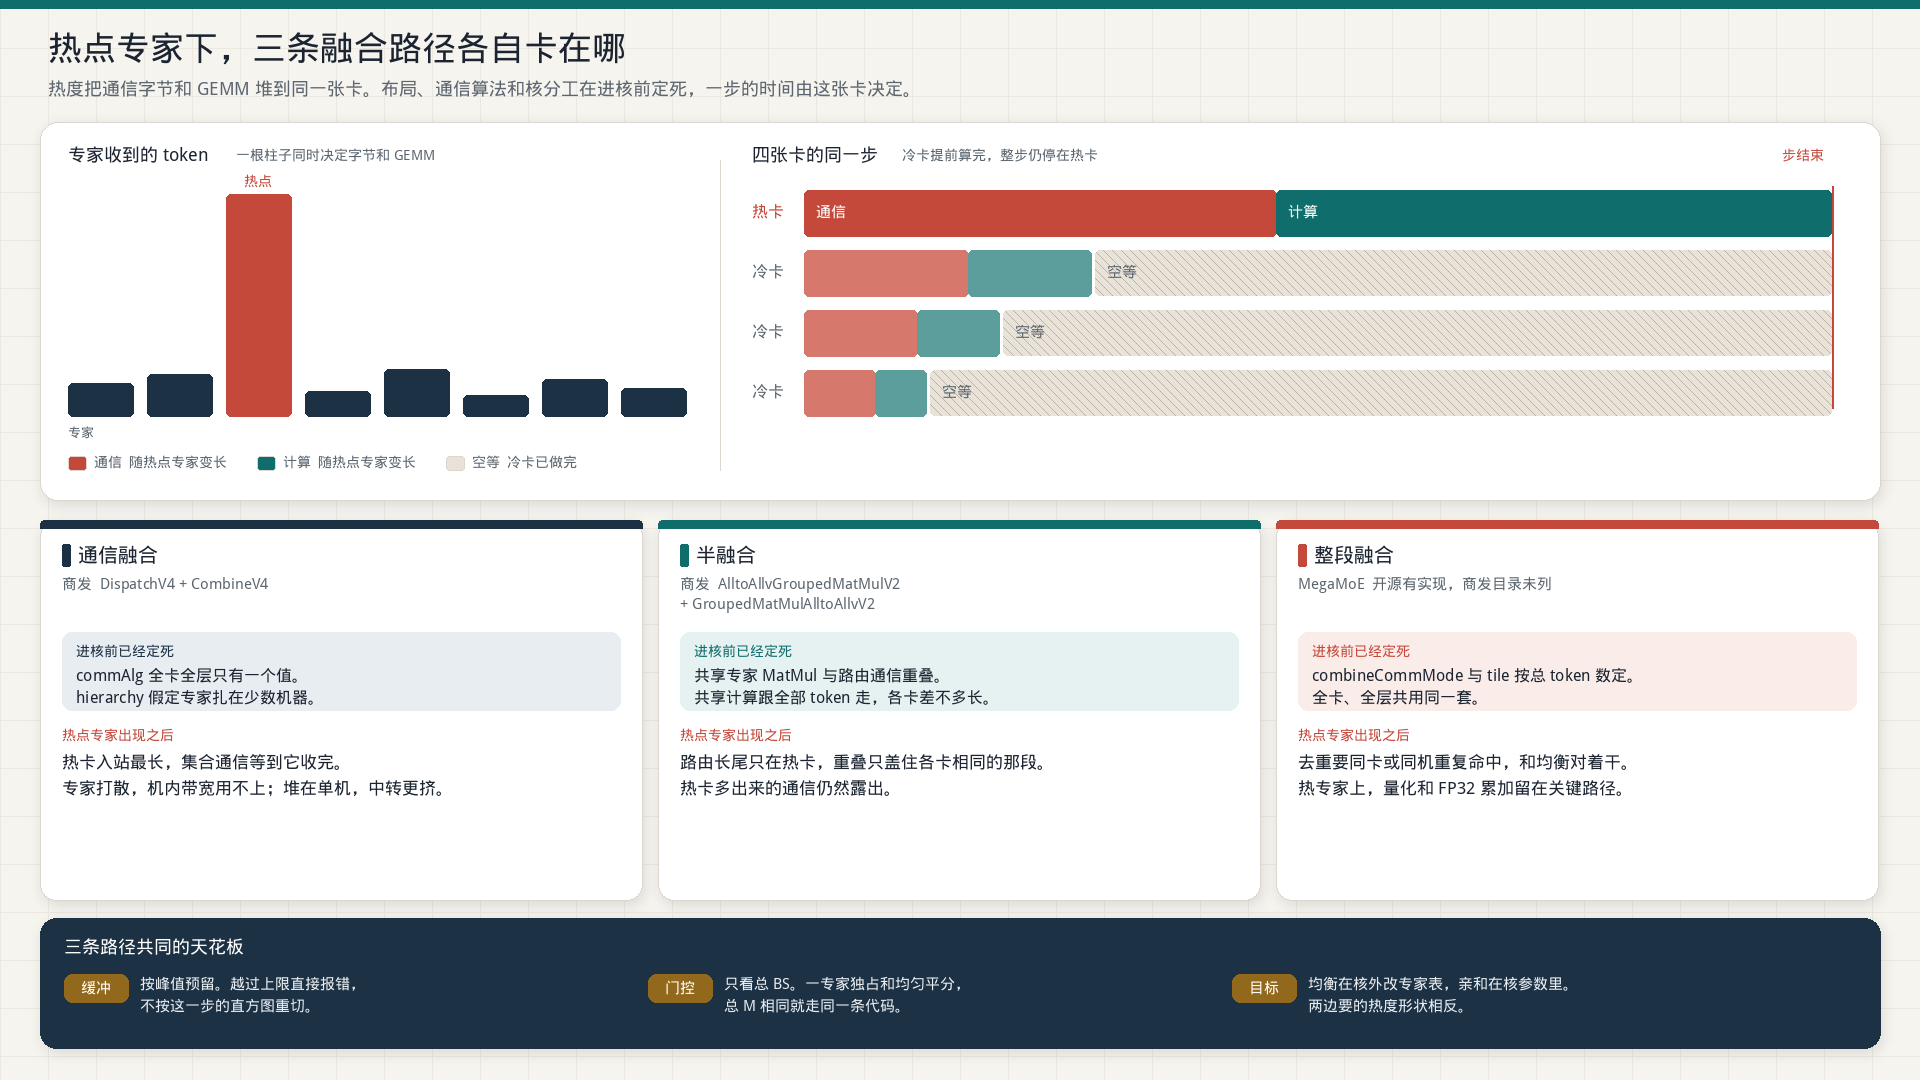 热点专家下，三条融合路径各自卡在哪
热度把通信字节和 GEMM 堆到同一张卡。布局、通信算法和核分工在进核前定死，一步的时间由这张卡决定。
专家收到的 token
一根柱子同时决定字节和 GEMM
热点
专家
通信 随热点专家变长
计算 随热点专家变长
空等 冷卡已做完
四张卡的同一步
冷卡提前算完，整步仍停在热卡
步结束
热卡
通信
计算
冷卡
空等
冷卡
空等
冷卡
空等
通信融合
商发 DispatchV4 + CombineV4
进核前已经定死
commAlg 全卡全层只有一个值。
hierarchy 假定专家扎在少数机器。
热点专家出现之后
热卡入站最长，集合通信等到它收完。
专家打散，机内带宽用不上；堆在单机，中转更挤。
半融合
商发 AlltoAllvGroupedMatMulV2
+ GroupedMatMulAlltoAllvV2
进核前已经定死
共享专家 MatMul 与路由通信重叠。
共享计算跟全部 token 走，各卡差不多长。
热点专家出现之后
路由长尾只在热卡，重叠只盖住各卡相同的那段。
热卡多出来的通信仍然露出。
整段融合
MegaMoE 开源有实现，商发目录未列
进核前已经定死
combineCommMode 与 tile 按总 token 数定。
全卡、全层共用同一套。
热点专家出现之后
去重要同卡或同机重复命中，和均衡对着干。
热专家上，量化和 FP32 累加留在关键路径。
三条路径共同的天花板
缓冲
按峰值预留。越过上限直接报错，
不按这一步的直方图重切。
门控
只看总 BS。一专家独占和均匀平分，
总 M 相同就走同一条代码。
目标
均衡在核外改专家表，亲和在核参数里。
两边要的热度形状相反。